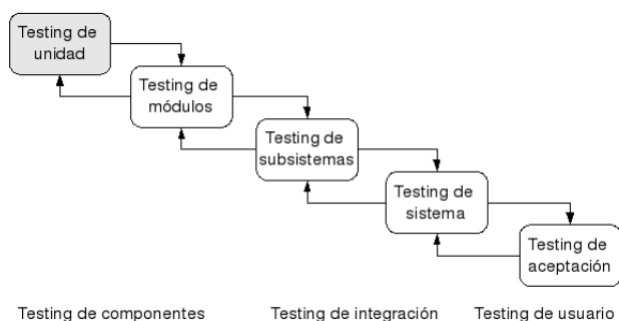 Testing de
unidad
Testing de
módulos
Testing de
subsistemas
Testing de
sistema
Testing de
aceptación
Testing de componentes
Testing de integración
Testing de usuario